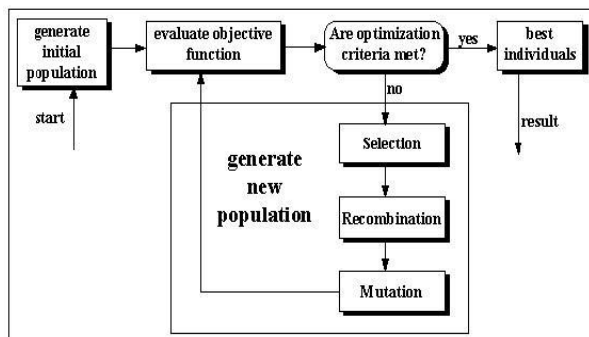 generate
initial
population
evaluate objective
function
Are optimization
criteria met?
yes
best
individuals
start
no
result
generate
new
population
Selection
Recombination
Mutation